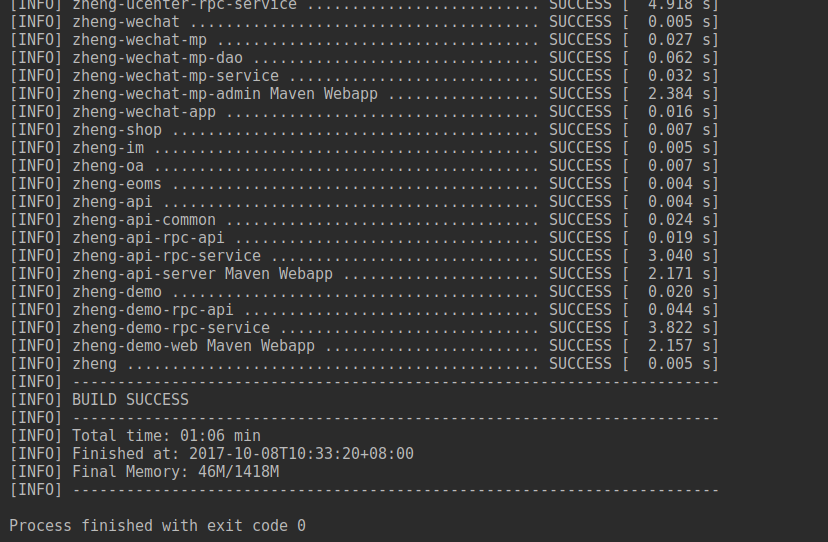 [INFO] zheng-ucenter-rpc-service .......................... SUCCESS [  4.918 s]
[INFO] zheng-wechat ....................................... SUCCESS [  0.005 s]
[INFO] zheng-wechat-mp .................................... SUCCESS [  0.027 s]
[INFO] zheng-wechat-mp-dao ................................ SUCCESS [  0.062 s]
[INFO] zheng-wechat-mp-service ............................ SUCCESS [  0.032 s]
[INFO] zheng-wechat-mp-admin Maven Webapp ................. SUCCESS [  2.384 s]
[INFO] zheng-wechat-app ................................... SUCCESS [  0.016 s]
[INFO] zheng-shop ......................................... SUCCESS [  0.007 s]
[INFO] zheng-im ........................................... SUCCESS [  0.005 s]
[INFO] zheng-oa ........................................... SUCCESS [  0.007 s]
[INFO] zheng-eoms ......................................... SUCCESS [  0.004 s]
[INFO] zheng-api .......................................... SUCCESS [  0.004 s]
[INFO] zheng-api-common ................................... SUCCESS [  0.024 s]
[INFO] zheng-api-rpc-api .................................. SUCCESS [  0.019 s]
[INFO] zheng-api-rpc-service .............................. SUCCESS [  3.040 s]
[INFO] zheng-api-server Maven Webapp ...................... SUCCESS [  2.171 s]
[INFO] zheng-demo ......................................... SUCCESS [  0.020 s]
[INFO] zheng-demo-rpc-api ................................. SUCCESS [  0.044 s]
[INFO] zheng-demo-rpc-service ............................. SUCCESS [  3.822 s]
[INFO] zheng-demo-web Maven Webapp ........................ SUCCESS [  2.157 s]
[INFO] zheng .............................................. SUCCESS [  0.005 s]
[INFO] ------------------------------------------------------------------------
[INFO] BUILD SUCCESS
[INFO] ------------------------------------------------------------------------
[INFO] Total time: 01:06 min
[INFO] Finished at: 2017-10-08T10:33:20+08:00
[INFO] Final Memory: 46M/1418M
[INFO] ------------------------------------------------------------------------
Process finished with exit code 0